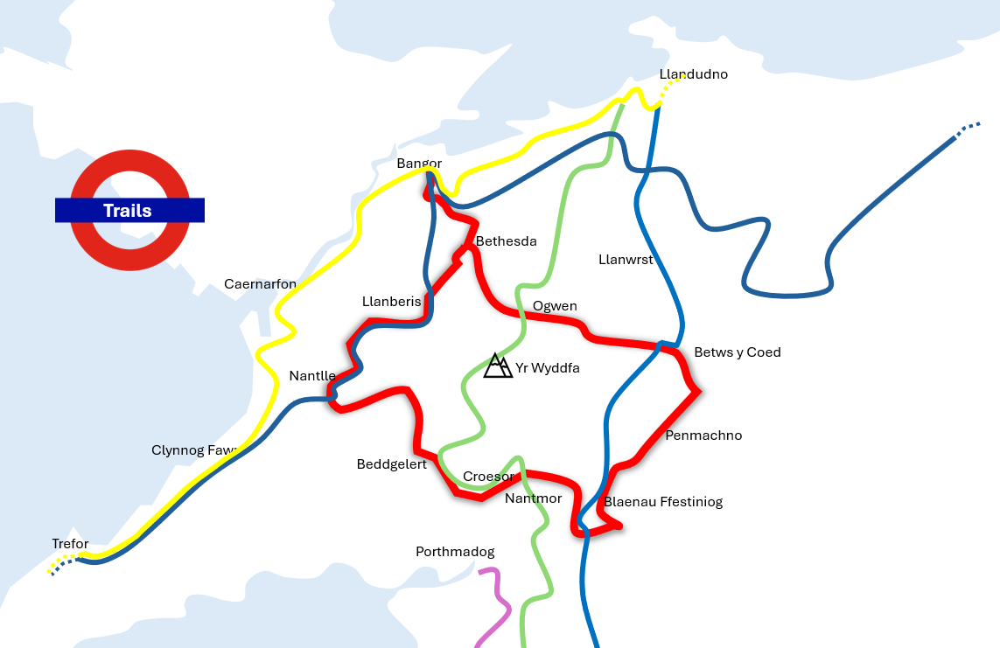 Llandudno
Bangor
Trails
Bethesda
Llanwrst
Caernarfon
Llanberis
Ogwen
Betws y Coed
Yr Wyddfa
Nantlle
Penmachno
Clynnog Fawr
Beddgelert
Croesor
Nantmor
Blaenau Ffestiniog
Trefor
Porthmadog